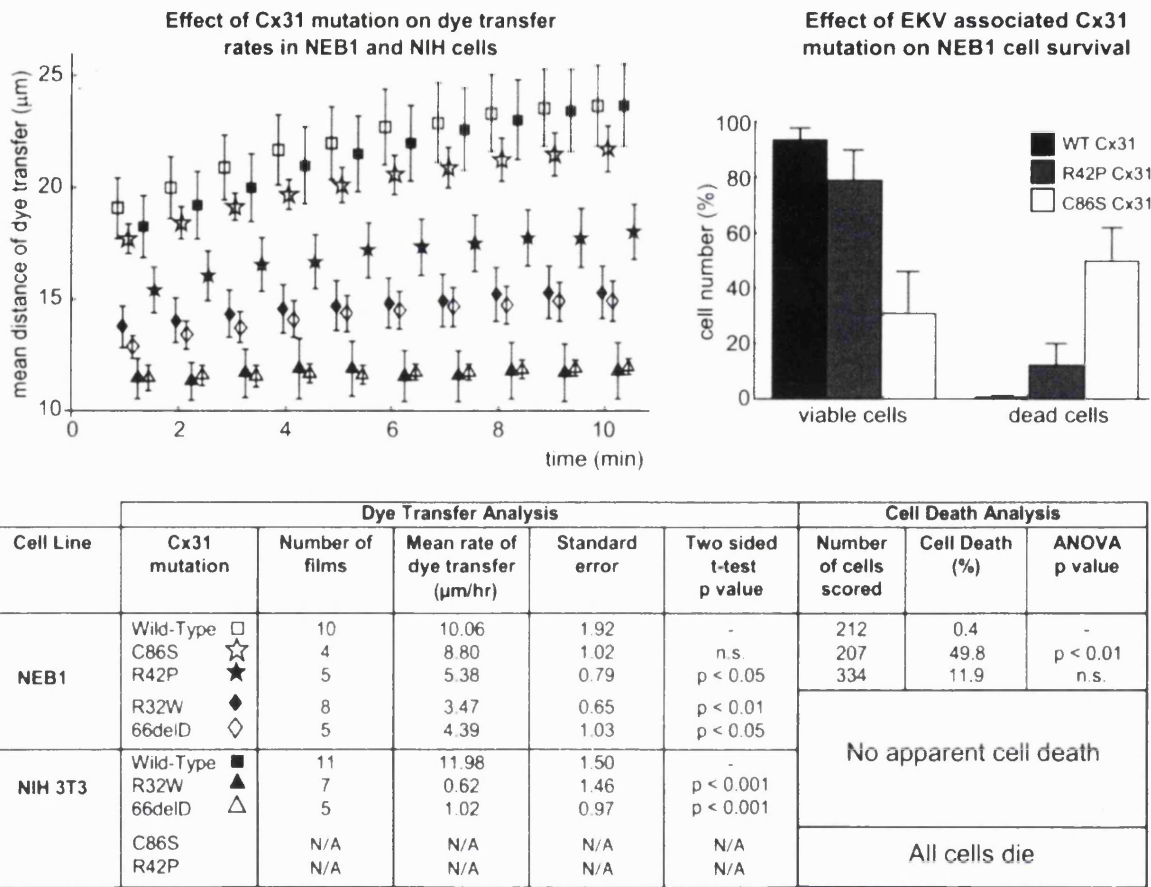 Effect of Cx31 mutation on dye transfer
rates in NEB1 and NIH cells
mean distance of dye transfer (μm)
25
20
15
10
0 2 4 6 8 10
time (min)
Effect of EKV associated Cx31
mutation on NEB1 cell survival
cell number (%)
100
80
60
40
20
0
WT Cx31
R42P Cx31
C86S Cx31
viable cells dead cells
Dye Transfer Analysis Cell Death Analysis
Cell Line Cx31 mutation Number of films Mean rate of dye transfer (μm/hr) Standard error Two sided t-test p value Number of cells scored Cell Death (%) ANOVA p value
NEB1
Wild-Type □ 10 10.06 1.92 - 212 0.4 -
C86S ☆ 4 8.80 1.02 n.s. 207 49.8 p < 0.01
R42P ★ 5 5.38 0.79 p < 0.05 334 11.9 n.s.
R32W ♦ 8 3.47 0.65 p < 0.01
66delD ◇ 5 4.39 1.03 p < 0.05
No apparent cell death
NIH 3T3
Wild-Type ■ 11 11.98 1.50 -
R32W ▲ 7 0.62 1.46 p < 0.001
66delD △ 5 1.02 0.97 p < 0.001
C86S N/A N/A N/A N/A
R42P N/A N/A N/A N/A
All cells die